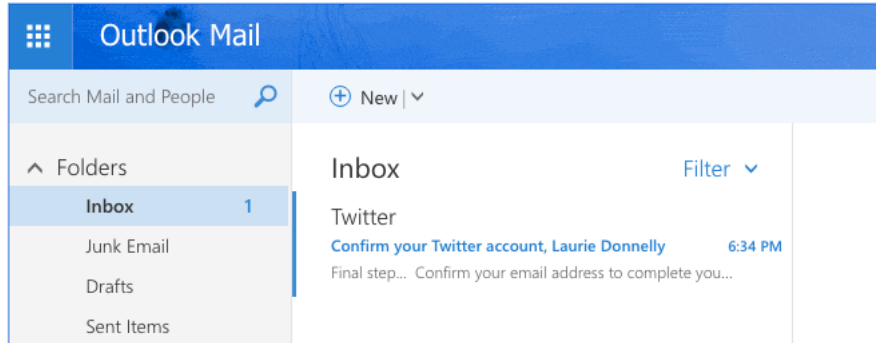 Outlook Mail
Search Mail and People
New
Folders
Inbox 1
Junk Email
Drafts
Sent Items
Inbox Filter
Twitter
Confirm your Twitter account, Laurie Donnelly 6:34 PM
Final step... Confirm your email address to complete you...